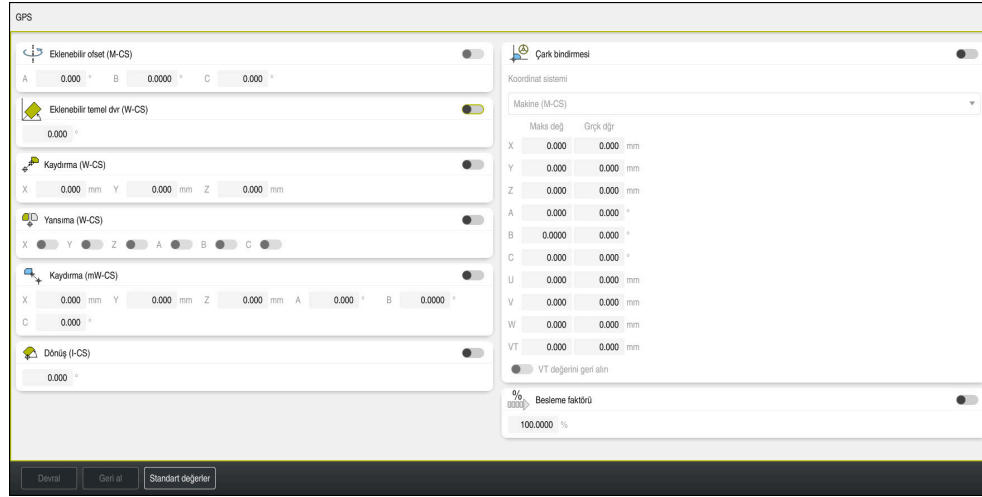 GPS
Eklenebilir ofset (M-CS)
A 0.000 ° B 0.0000 ° C 0.000 °
Eklenebilir temel dvr (W-CS)
0.000 °
Kaydırma (W-CS)
X 0.000 mm Y 0.000 mm Z 0.000 mm
Yansıma (W-CS)
X Y Z A B C
Kaydırma (mW-CS)
X 0.000 mm Y 0.000 mm Z 0.000 mm A 0.000 ° B 0.0000 °
C 0.000 °
Dönüş (I-CS)
0.000 °
Çark bindirmesi
Koordinat sistemi
Makine (M-CS)
Maks değ Grçk dğr
X 0.000 0.000 mm
Y 0.000 0.000 mm
Z 0.000 0.000 mm
A 0.000 0.000 °
B 0.0000 0.000 °
C 0.000 0.000 °
U 0.000 0.000 mm
V 0.000 0.000 mm
W 0.000 0.000 mm
VT 0.000 0.000 mm
VT değerini geri alın
% Besleme faktörü
100.0000 %
Devral Geri al Standart değerler